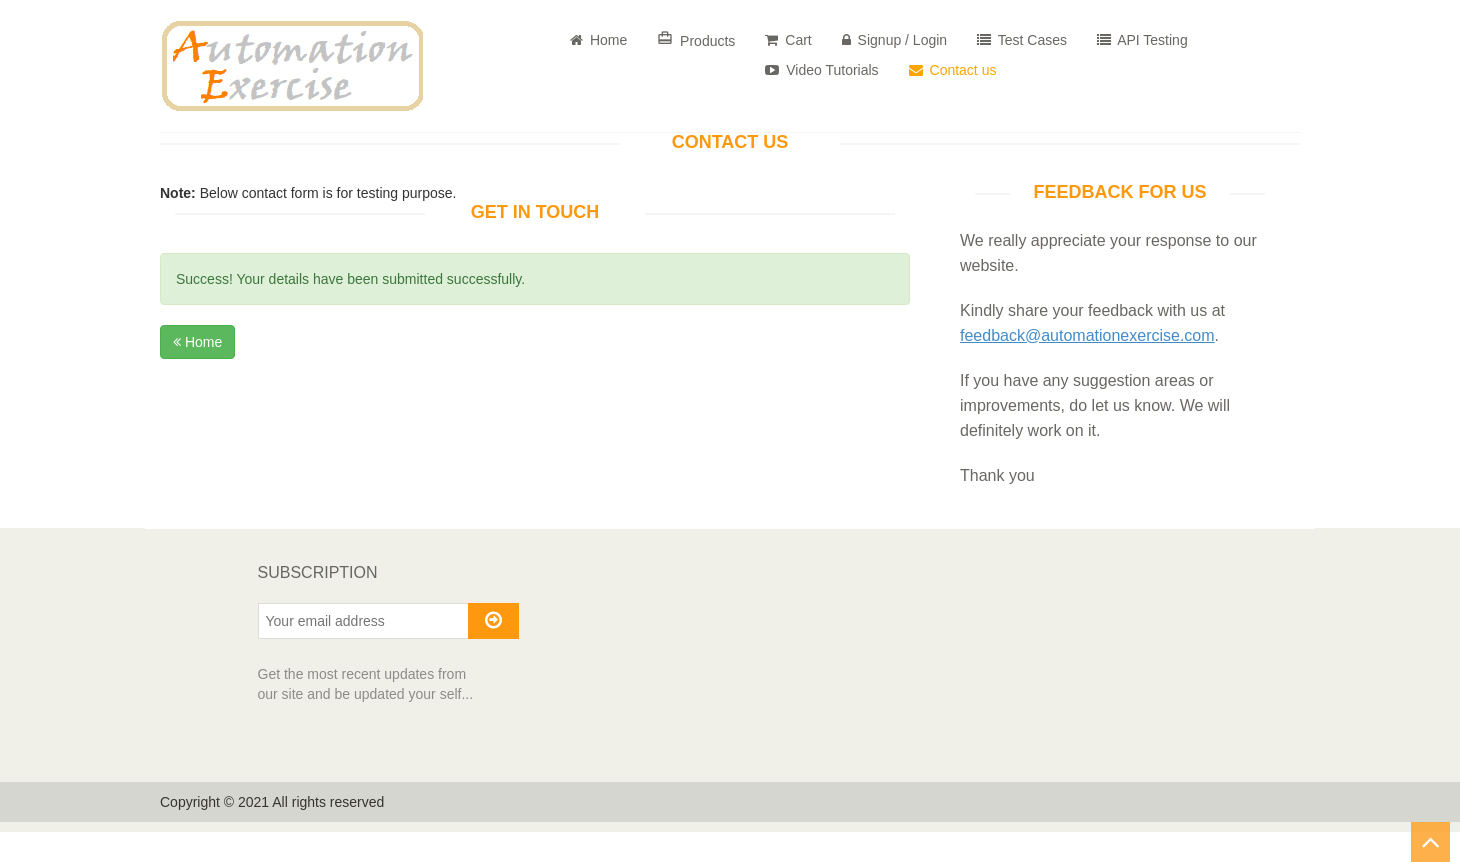 Automation
Exercise
Home
Products
Cart
Signup / Login
Test Cases
API Testing
Video Tutorials
Contact us
CONTACT US
Note: Below contact form is for testing purpose.
GET IN TOUCH
Success! Your details have been submitted successfully.
Home
FEEDBACK FOR US
We really appreciate your response to our
website.
Kindly share your feedback with us at
feedback@automationexercise.com.
If you have any suggestion areas or
improvements, do let us know. We will
definitely work on it.
Thank you
SUBSCRIPTION
Your email address
Get the most recent updates from
our site and be updated your self...
Copyright © 2021 All rights reserved